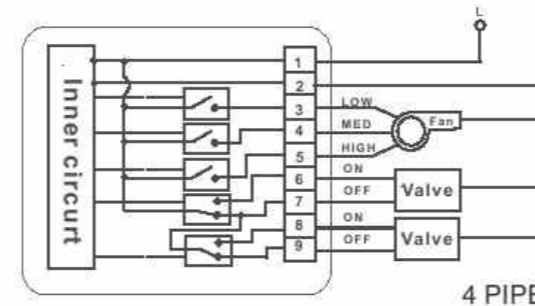 L
Inner circurt
1
2
3 LOW
4 MED
Fan
5 HIGH
6 ON
7 OFF
Valve
8 ON
9 OFF
Valve
4 PIPE